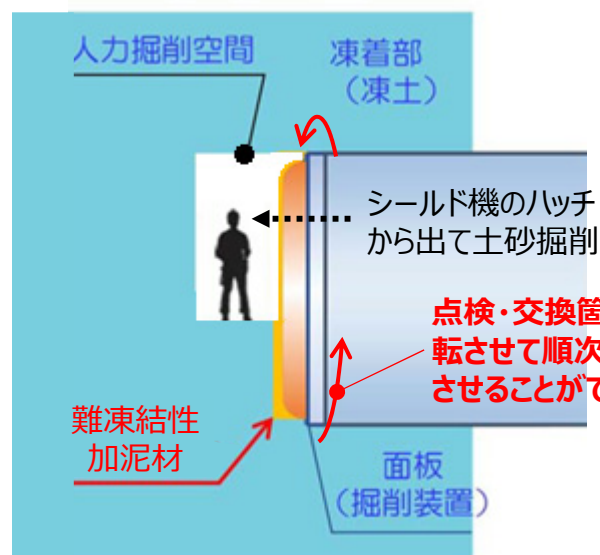 人力掘削空間
凍着部
（凍土）
シールド機のハッチ
から出て土砂掘削
点検・交換箇
転させて順次
させることが
難凍結性
加泥材
面板
（掘削装置）